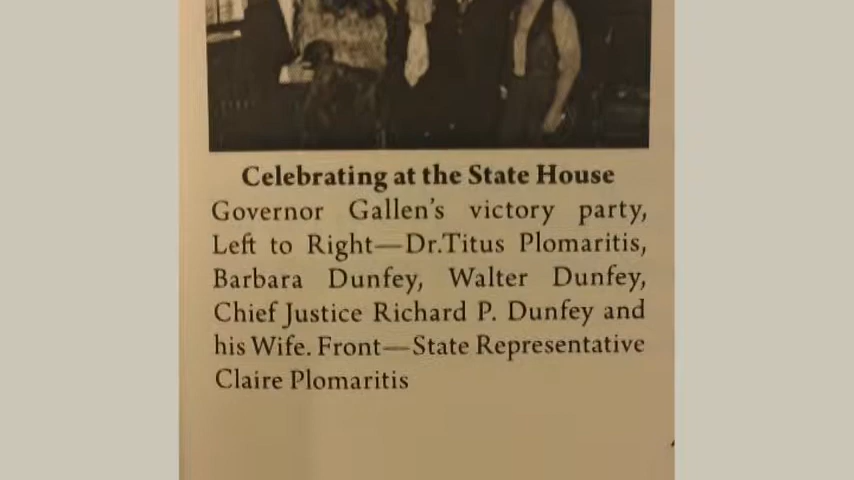 Celebrating at the State House
Governor Gallen's victory party,
Left to Right—Dr.Titus Plomaritis,
Barbara Dunfey, Walter Dunfey,
Chief Justice Richard P. Dunfey and
his Wife. Front—State Representative
Claire Plomaritis